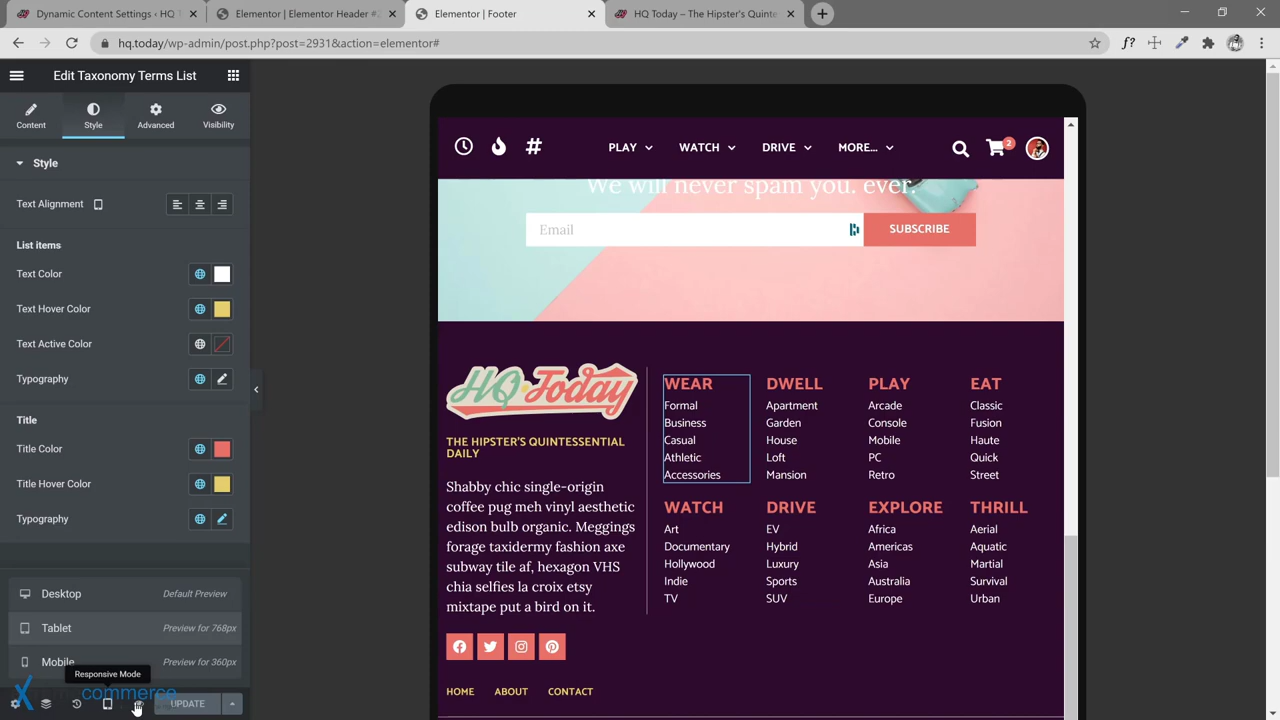 Dynamic Content Settings ‹ HQ T
Elementor | Elementor Header #2
Elementor | Footer
HQ Today – The Hipster's Quinte
hq.today/wp-admin/post.php?post=2931&action=elementor#
f?
Edit Taxonomy Terms List
Content Style Advanced Visibility
Style
Text Alignment
List items
Text Color
Text Hover Color
Text Active Color
Typography
Title
Title Color
Title Hover Color
Typography
Desktop Default Preview
Tablet Preview for 768px
Mobile Preview for 360px
Responsive Mode
commerce
UPDATE
# PLAY WATCH DRIVE MORE... 2
We will never spam you. ever.
Email SUBSCRIBE
HQ Today
THE HIPSTER'S QUINTESSENTIAL
DAILY
Shabby chic single-origin
coffee pug meh vinyl aesthetic
edison bulb organic. Meggings
forage taxidermy fashion axe
subway tile af, hexagon VHS
chia selfies la croix etsy
mixtape put a bird on it.
HOME ABOUT CONTACT
WEAR
Formal
Business
Casual
Athletic
Accessories
DWELL
Apartment
Garden
House
Loft
Mansion
PLAY
Arcade
Console
Mobile
PC
Retro
EAT
Classic
Fusion
Haute
Quick
Street
WATCH
Art
Documentary
Hollywood
Indie
TV
DRIVE
EV
Hybrid
Luxury
Sports
SUV
EXPLORE
Africa
Americas
Asia
Australia
Europe
THRILL
Aerial
Aquatic
Martial
Survival
Urban